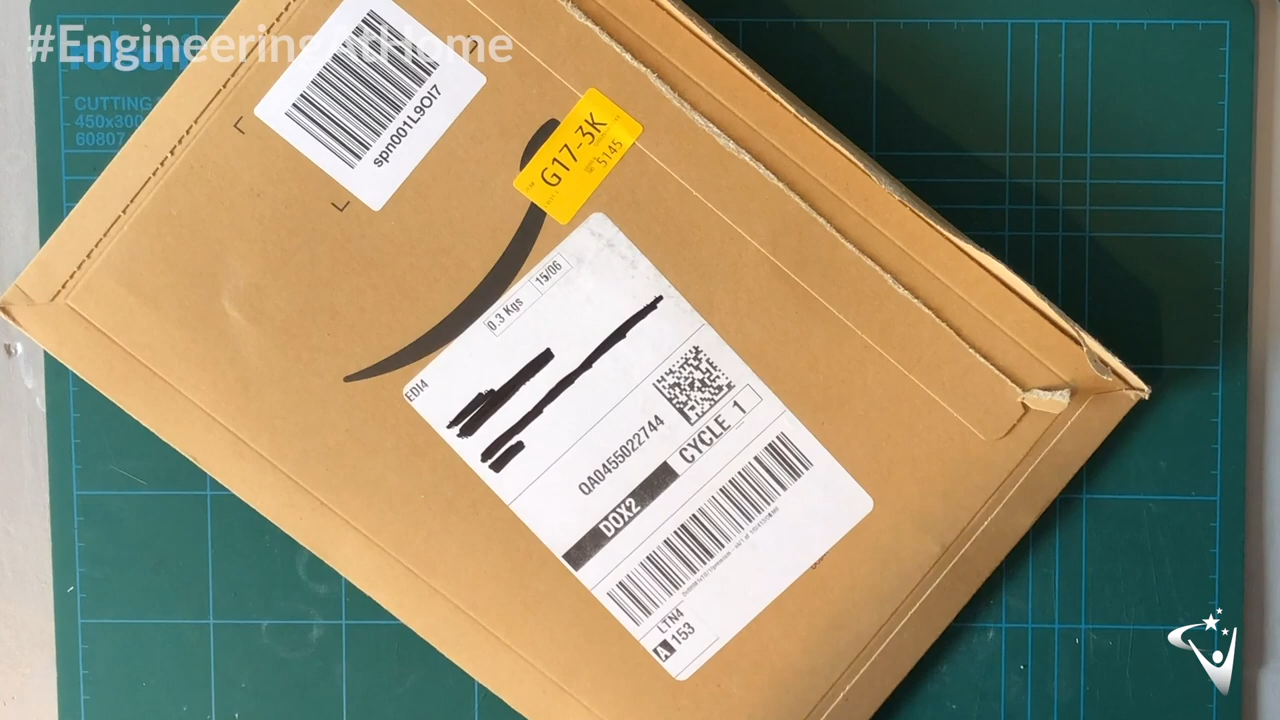 #EngineeringAtHome
CUTTING
450x300
60807
spn001L9OI7
G17-3K
5145
0.3 Kgs
15/06
EDI4
QA0455022744
DOX2
CYCLE 1
LTN4
A 153